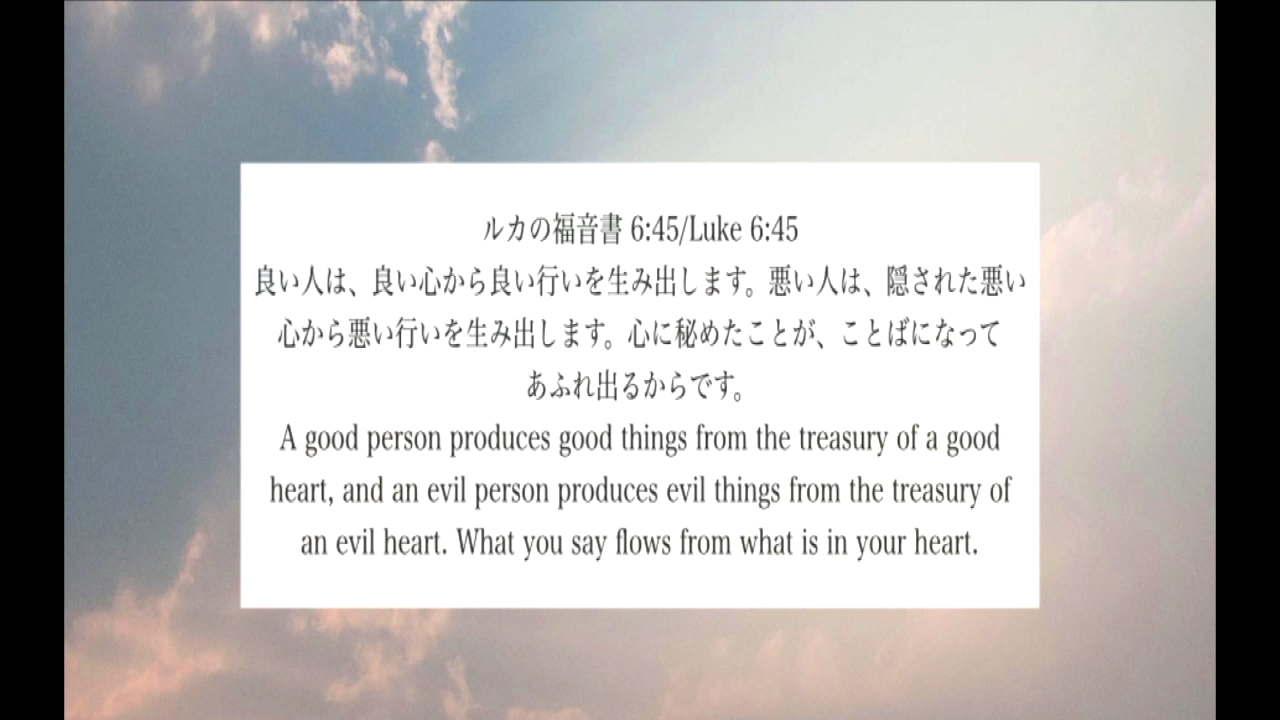 ルカの福音書 6:45/Luke 6:45
良い人は、良い心から良い行いを生み出します。悪い人は、隠された悪い
心から悪い行いを生み出します。心に秘めたことが、ことばになって
あふれ出るからです。
A good person produces good things from the treasury of a good
heart, and an evil person produces evil things from the treasury of
an evil heart. What you say flows from what is in your heart.